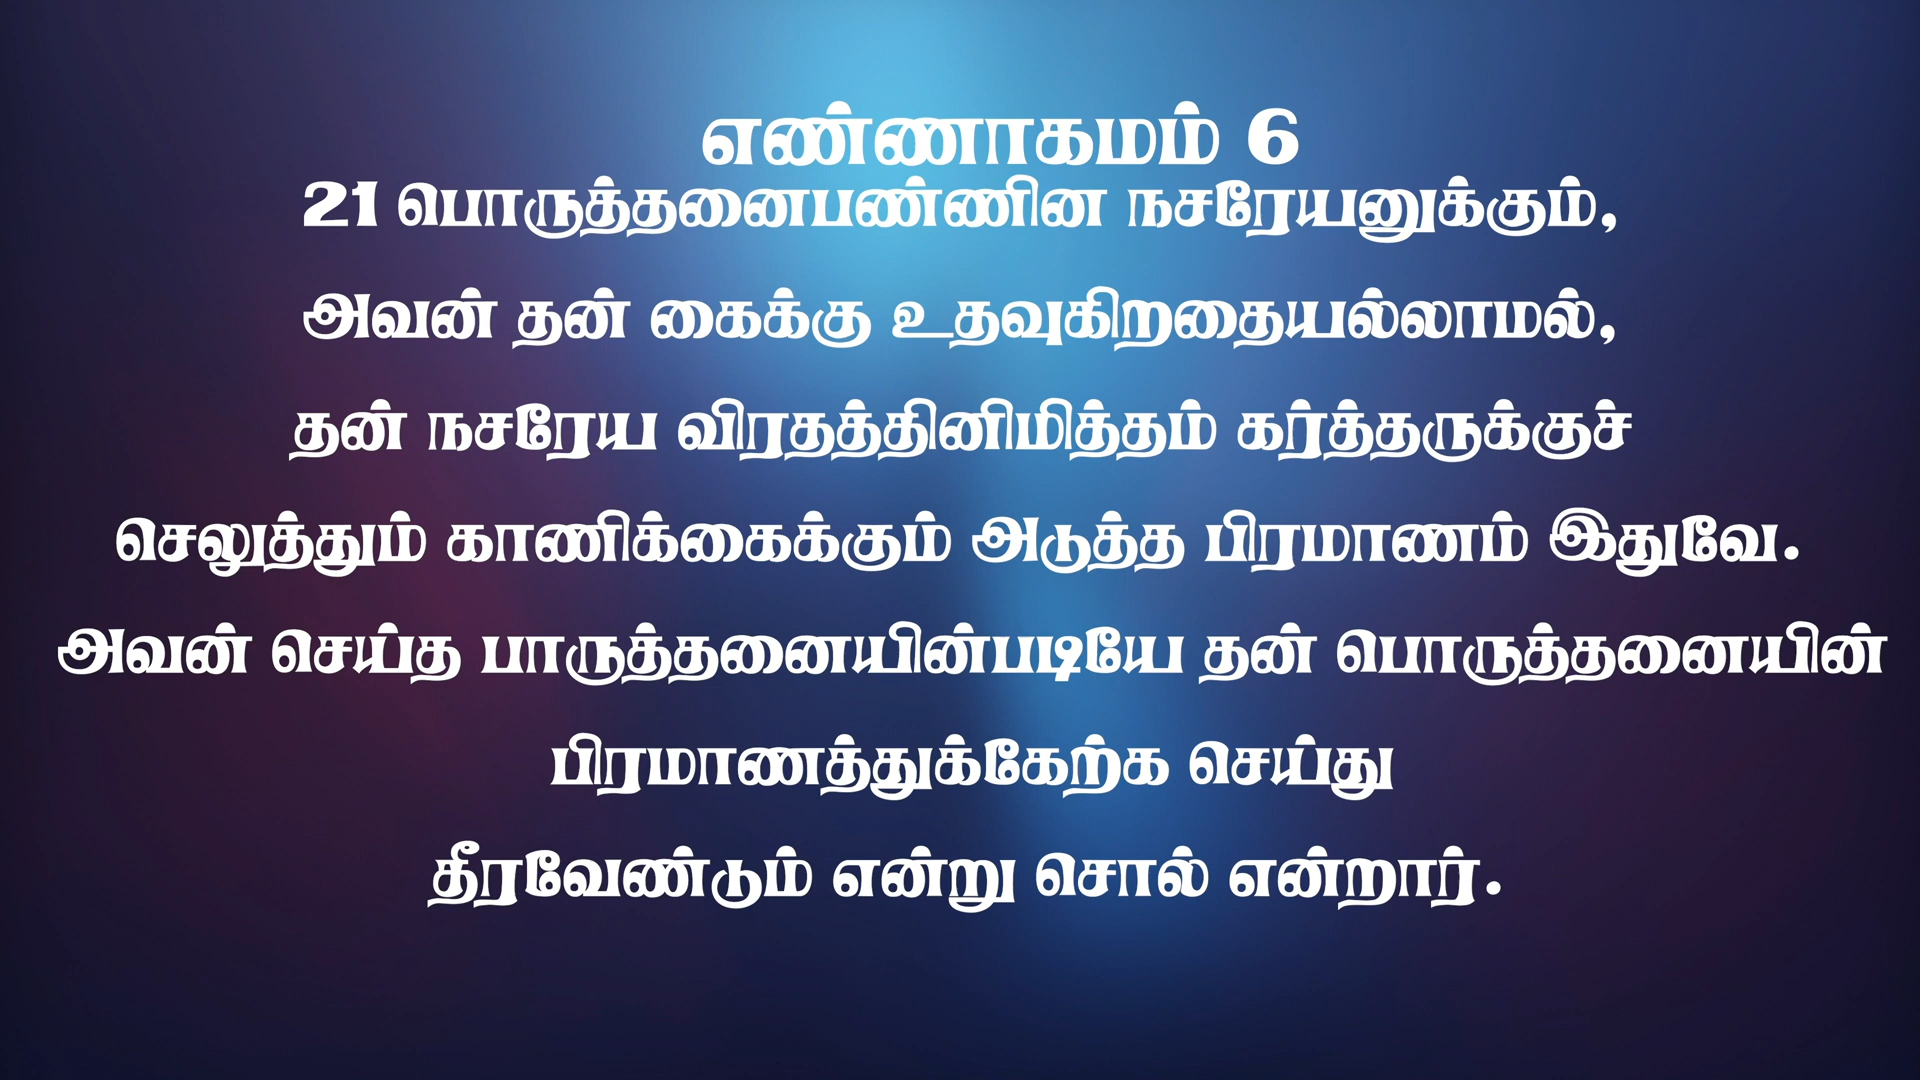 எண்ணாகமம் 6
21 பொருத்தனைபண்ணின நசரேயனுக்கும்,
அவன் தன் கைக்கு உதவுகிறதையல்லாமல்,
தன் நசரேய விரதத்தினிமித்தம் கர்த்தருக்குச்
செலுத்தும் காணிக்கைக்கும் அடுத்த பிரமாணம் இதுவே.
அவன் செய்த பாருத்தனையின்படியே தன் பொருத்தனையின்
பிரமாணத்துக்கேற்க செய்து
தீரவேண்டும் என்று சொல் என்றார்.